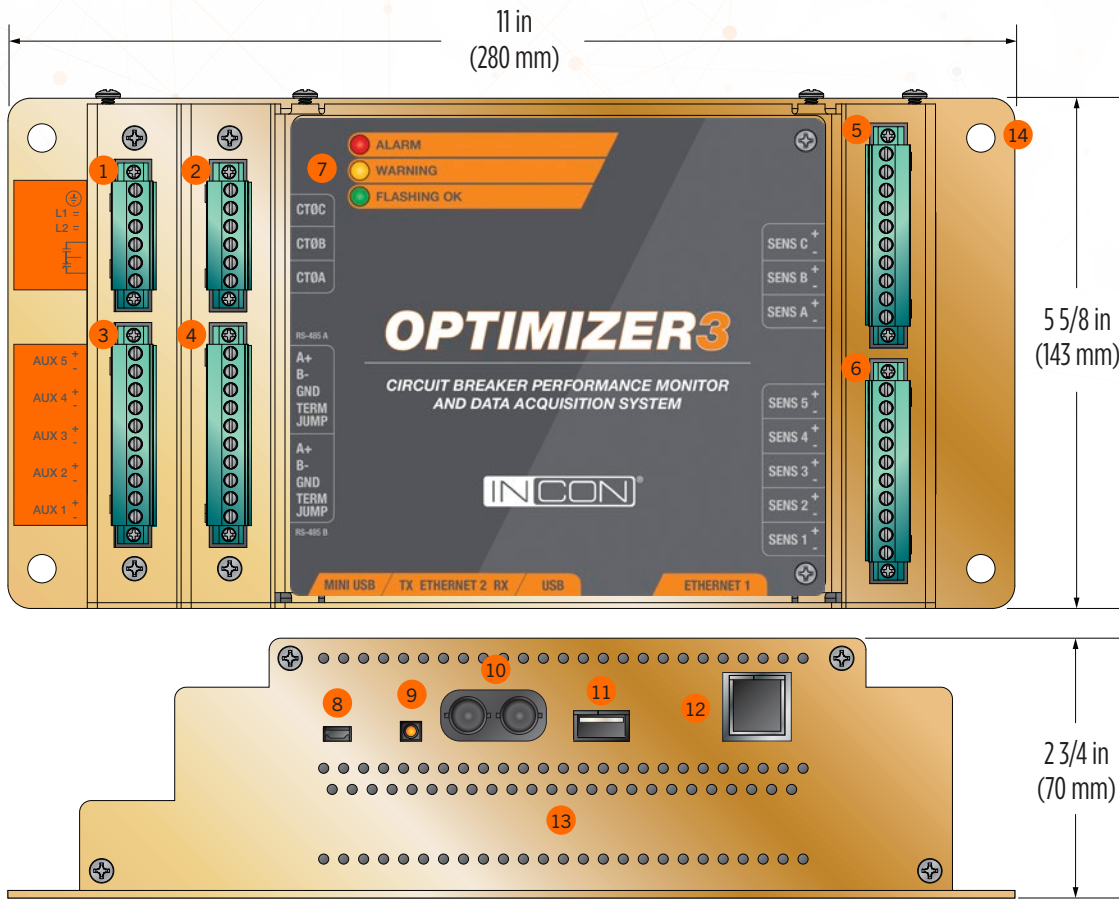 11 in
(280 mm)
1
2
3
4
5
6
7
14
L1 =
L2 =
AUX 5 + -
AUX 4 + -
AUX 3 + -
AUX 2 + -
AUX 1 + -
ALARM
WARNING
FLASHING OK
CTØC
CTØB
CTØA
RS-485 A
A+
B-
GND
TERM
JUMP
A+
B-
GND
TERM
JUMP
RS-485 B
OPTIMIZER3
CIRCUIT BREAKER PERFORMANCE MONITOR
AND DATA ACQUISITION SYSTEM
INCON®
SENS C + -
SENS B + -
SENS A + -
SENS 5 + -
SENS 4 + -
SENS 3 + -
SENS 2 + -
SENS 1 + -
MINI USB / TX ETHERNET 2 RX / USB
ETHERNET 1
5 5/8 in
(143 mm)
8
9
10
11
12
13
2 3/4 in
(70 mm)